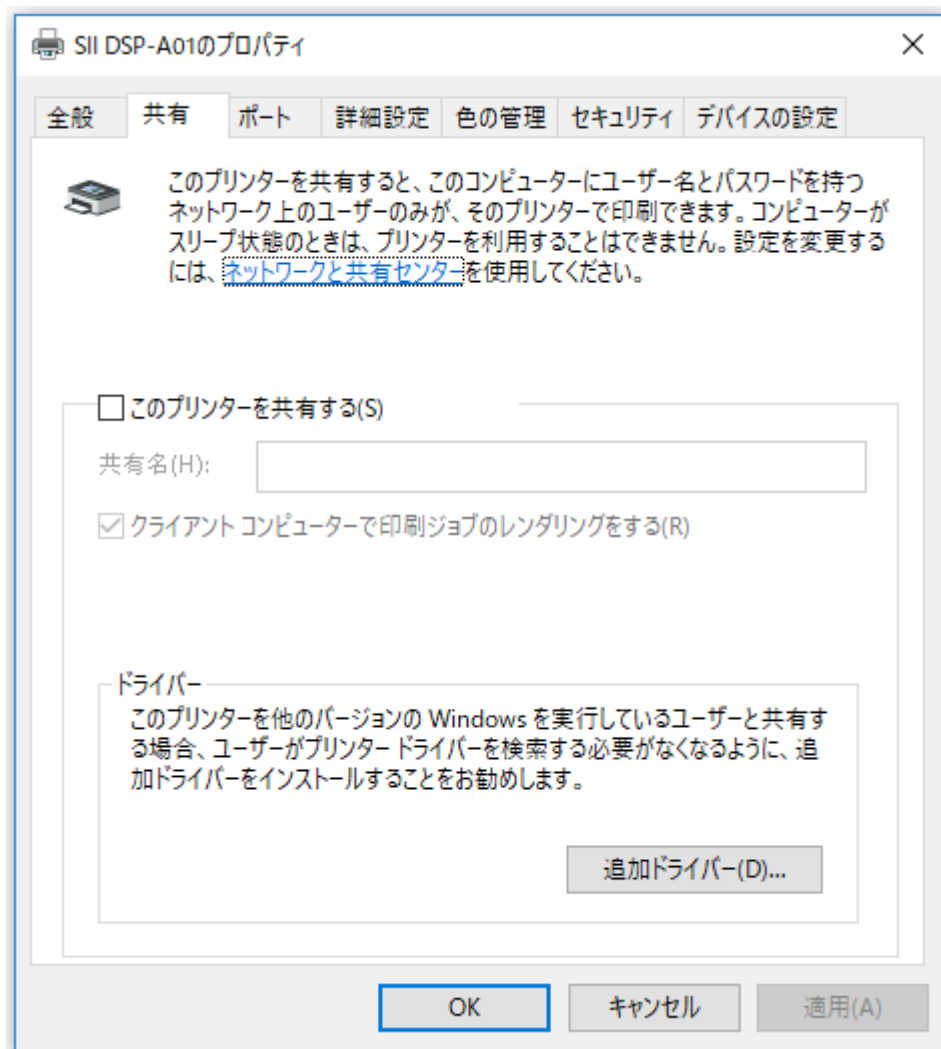 SII DSP-A01のプロパティ
全般 共有 ポート 詳細設定 色の管理 セキュリティ デバイスの設定
このプリンターを共有すると、このコンピューターにユーザー名とパスワードを持つ
ネットワーク上のユーザーのみが、そのプリンターで印刷できます。コンピューターが
スリープ状態のときは、プリンターを利用することはできません。設定を変更する
には、ネットワークと共有センターを使用してください。
このプリンターを共有する(S)
共有名(H):
クライアント コンピューターで印刷ジョブのレンダリングをする(R)
ドライバー
このプリンターを他のバージョンの Windows を実行しているユーザーと共有す
る場合、ユーザーがプリンター ドライバーを検索する必要がなくなるように、追
加ドライバーをインストールすることをお勧めします。
追加ドライバー(D)...
OK キャンセル 適用(A)